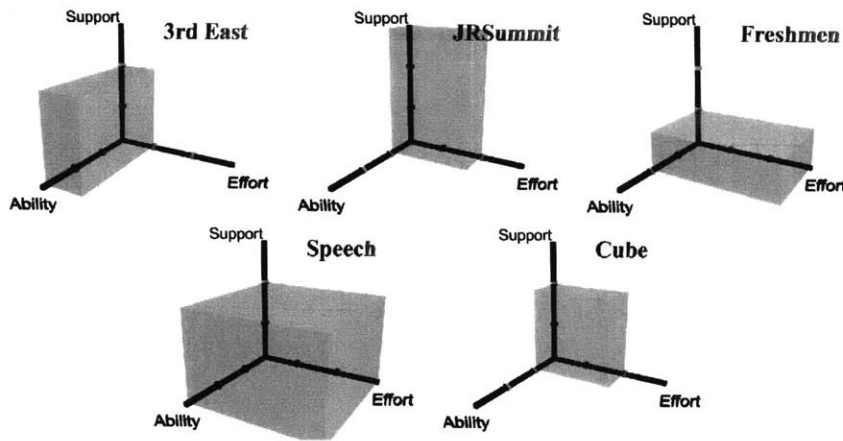 3rd East
Support
Ability
Effort
JRSummit
Support
Ability
Effort
Freshmen
Support
Ability
Effort
Speech
Support
Ability
Effort
Cube
Support
Ability
Effort